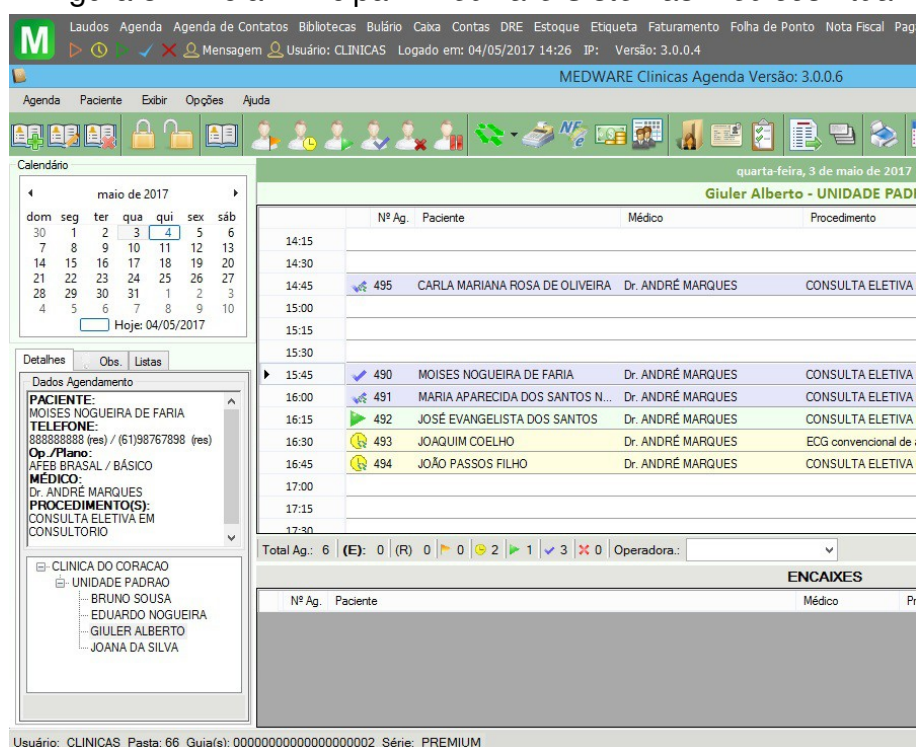 M
Laudos Agenda Agenda de Contatos Bibliotecas Bulário Caixa Contas DRE Estoque Etiqueta Faturamento Folha de Ponto Nota Fiscal
Mensagem Usuário: CLINICAS Logado em: 04/05/2017 14:26 IP: Versão: 3.0.0.4
MEDWARE Clinicas Agenda Versão: 3.0.0.6
Agenda Paciente Exibir Opções Ajuda
NF e
Calendário
maio de 2017
dom seg ter qua qui sex sáb
30 1 2 3 4 5 6
7 8 9 10 11 12 13
14 15 16 17 18 19 20
21 22 23 24 25 26 27
28 29 30 31 1 2 3
4 5 6 7 8 9 10
Hoje: 04/05/2017
Detalhes Obs. Listas
Dados Agendamento
PACIENTE:
MOISES NOGUEIRA DE FARIA
TELEFONE:
888888888 (res) / (61)98767898 (res)
Op./Plano:
AFEB BRASAL / BÁSICO
MÉDICO:
Dr. ANDRÉ MARQUES
PROCEDIMENTO(S):
CONSULTA ELETIVA EM
CONSULTORIO
CLINICA DO CORACAO
UNIDADE PADRAO
BRUNO SOUSA
EDUARDO NOGUEIRA
GIULER ALBERTO
JOANA DA SILVA
quarta-feira, 3 de maio de 2017
Giuler Alberto - UNIDADE PAD
Nº Ag. Paciente Médico Procedimento
14:15
14:30
14:45 495 CARLA MARIANA ROSA DE OLIVEIRA Dr. ANDRÉ MARQUES CONSULTA ELETIVA
15:00
15:15
15:30
15:45 490 MOISES NOGUEIRA DE FARIA Dr. ANDRÉ MARQUES CONSULTA ELETIVA
16:00 491 MARIA APARECIDA DOS SANTOS N... Dr. ANDRÉ MARQUES CONSULTA ELETIVA
16:15 492 JOSÉ EVANGELISTA DOS SANTOS Dr. ANDRÉ MARQUES CONSULTA ELETIVA
16:30 493 JOAQUIM COELHO Dr. ANDRÉ MARQUES ECG convencional de
16:45 494 JOÃO PASSOS FILHO Dr. ANDRÉ MARQUES CONSULTA ELETIVA
17:00
17:15
17:30
Total Ag.: 6 (E): 0 (R) 0 0 2 1 3 0 Operadora.:
ENCAIXES
Nº Ag. Paciente Médico
Usuário: CLINICAS Pasta: 66 Guia(s): 00000000000000000002 Série: PREMIUM